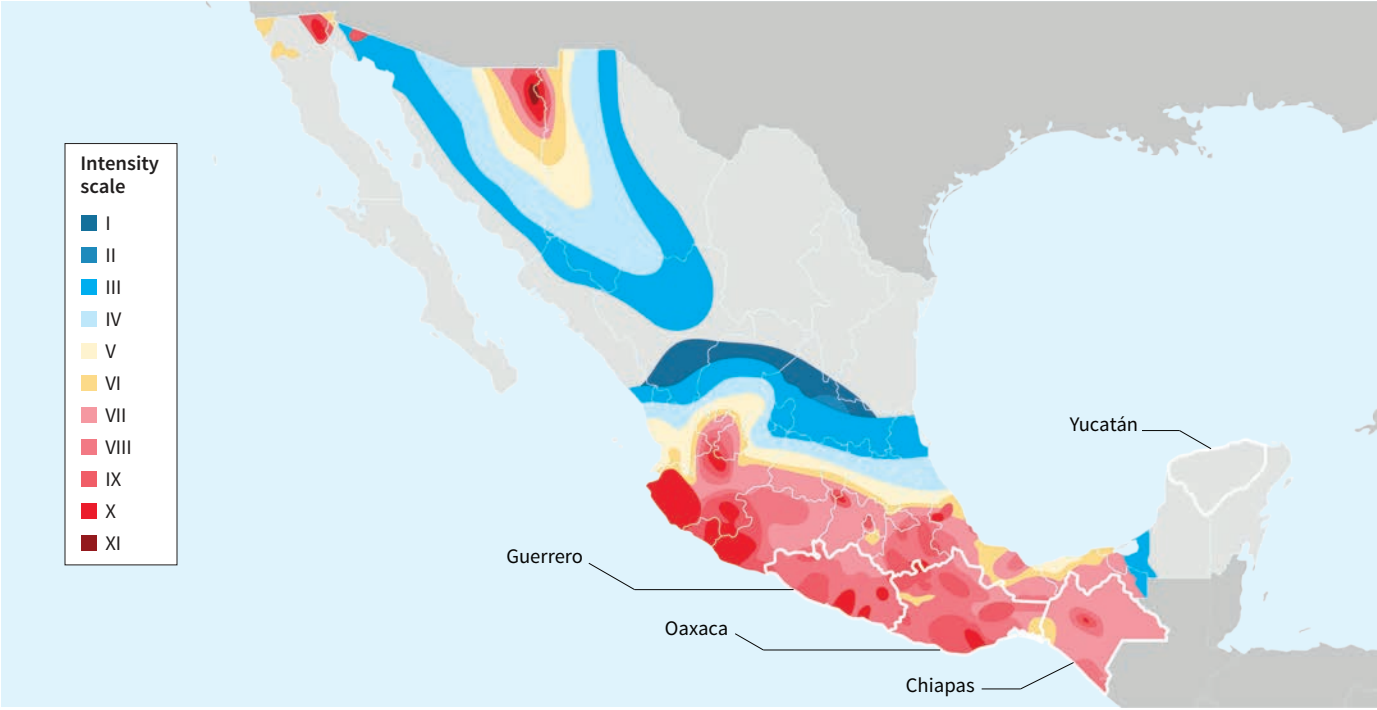 Intensity
scale
I
II
III
IV
V
VI
VII
VIII
IX
X
XI
Yucatán
Guerrero
Oaxaca
Chiapas